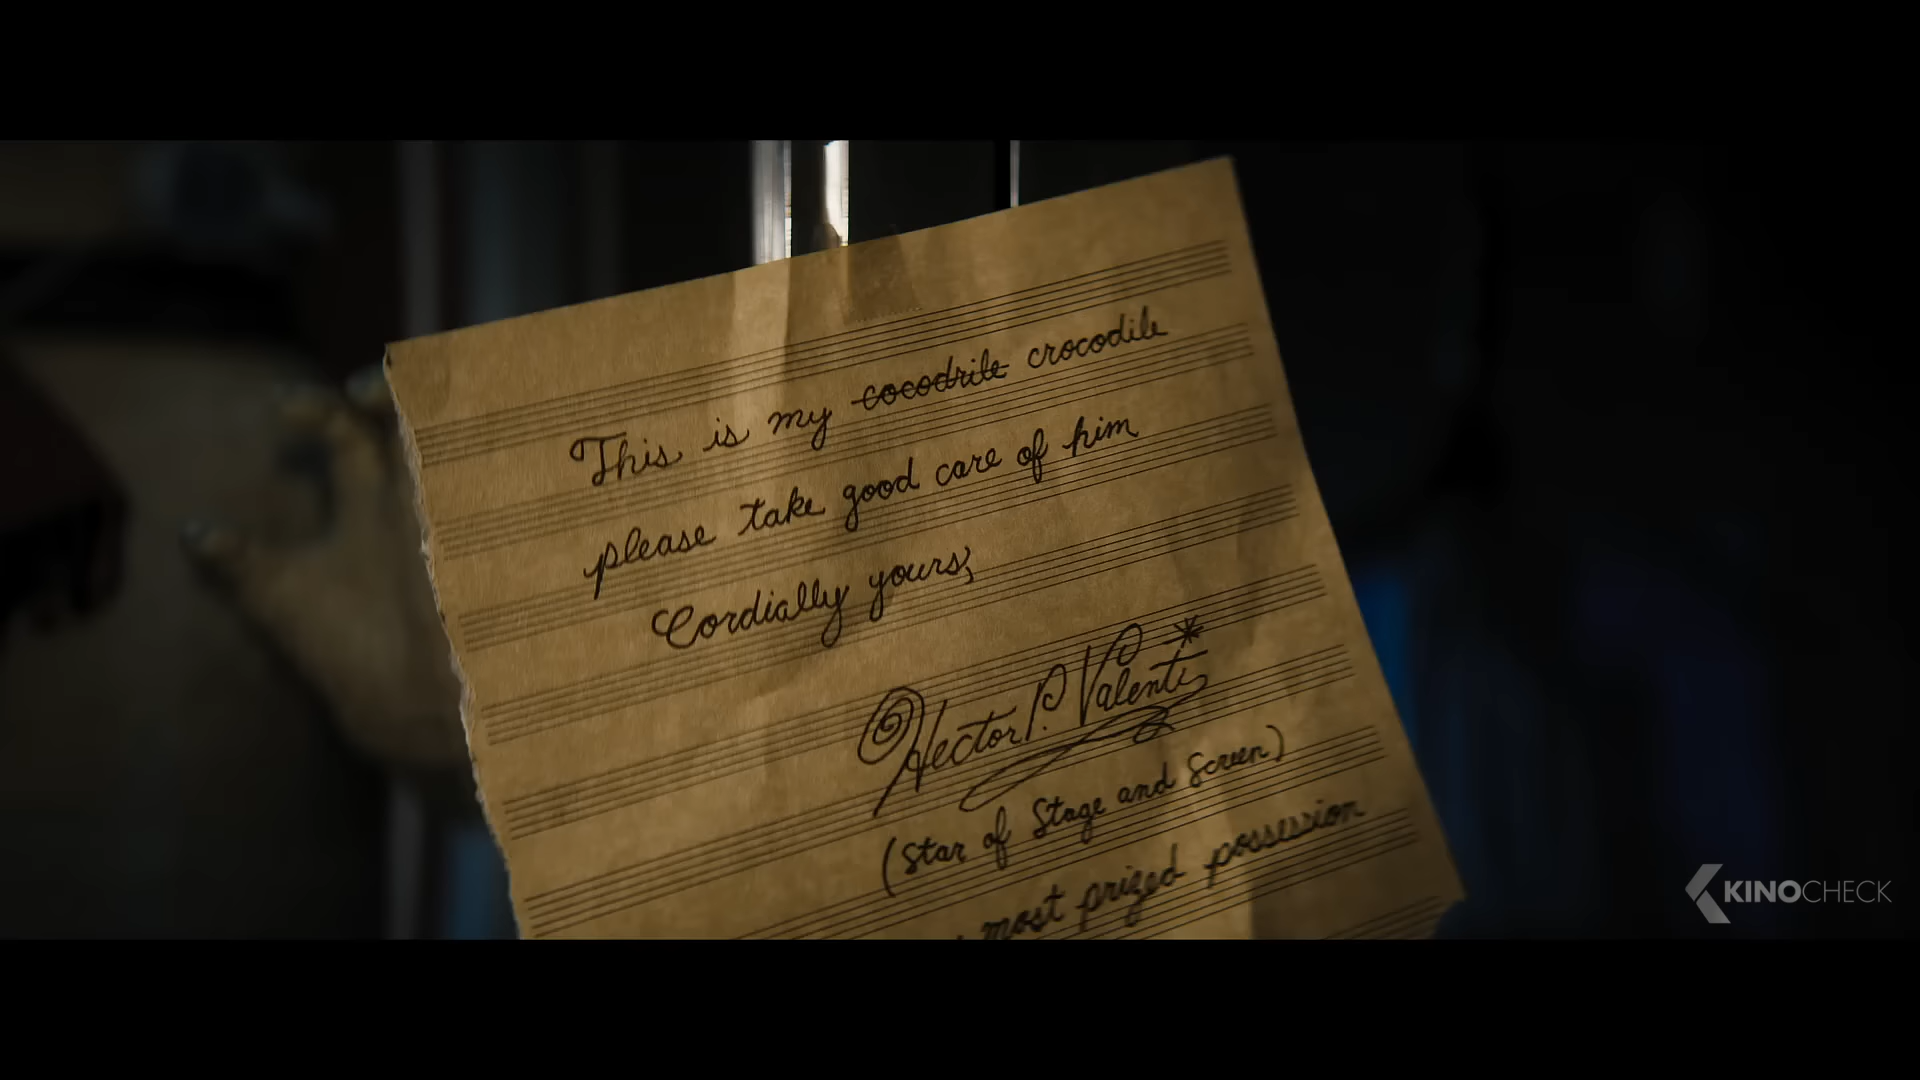 This is my cocodrile crocodile
please take good care of him
Cordially yours,
Hector P. Valenti
(Star of Stage and Screen)
most prized possession
KINOCHECK